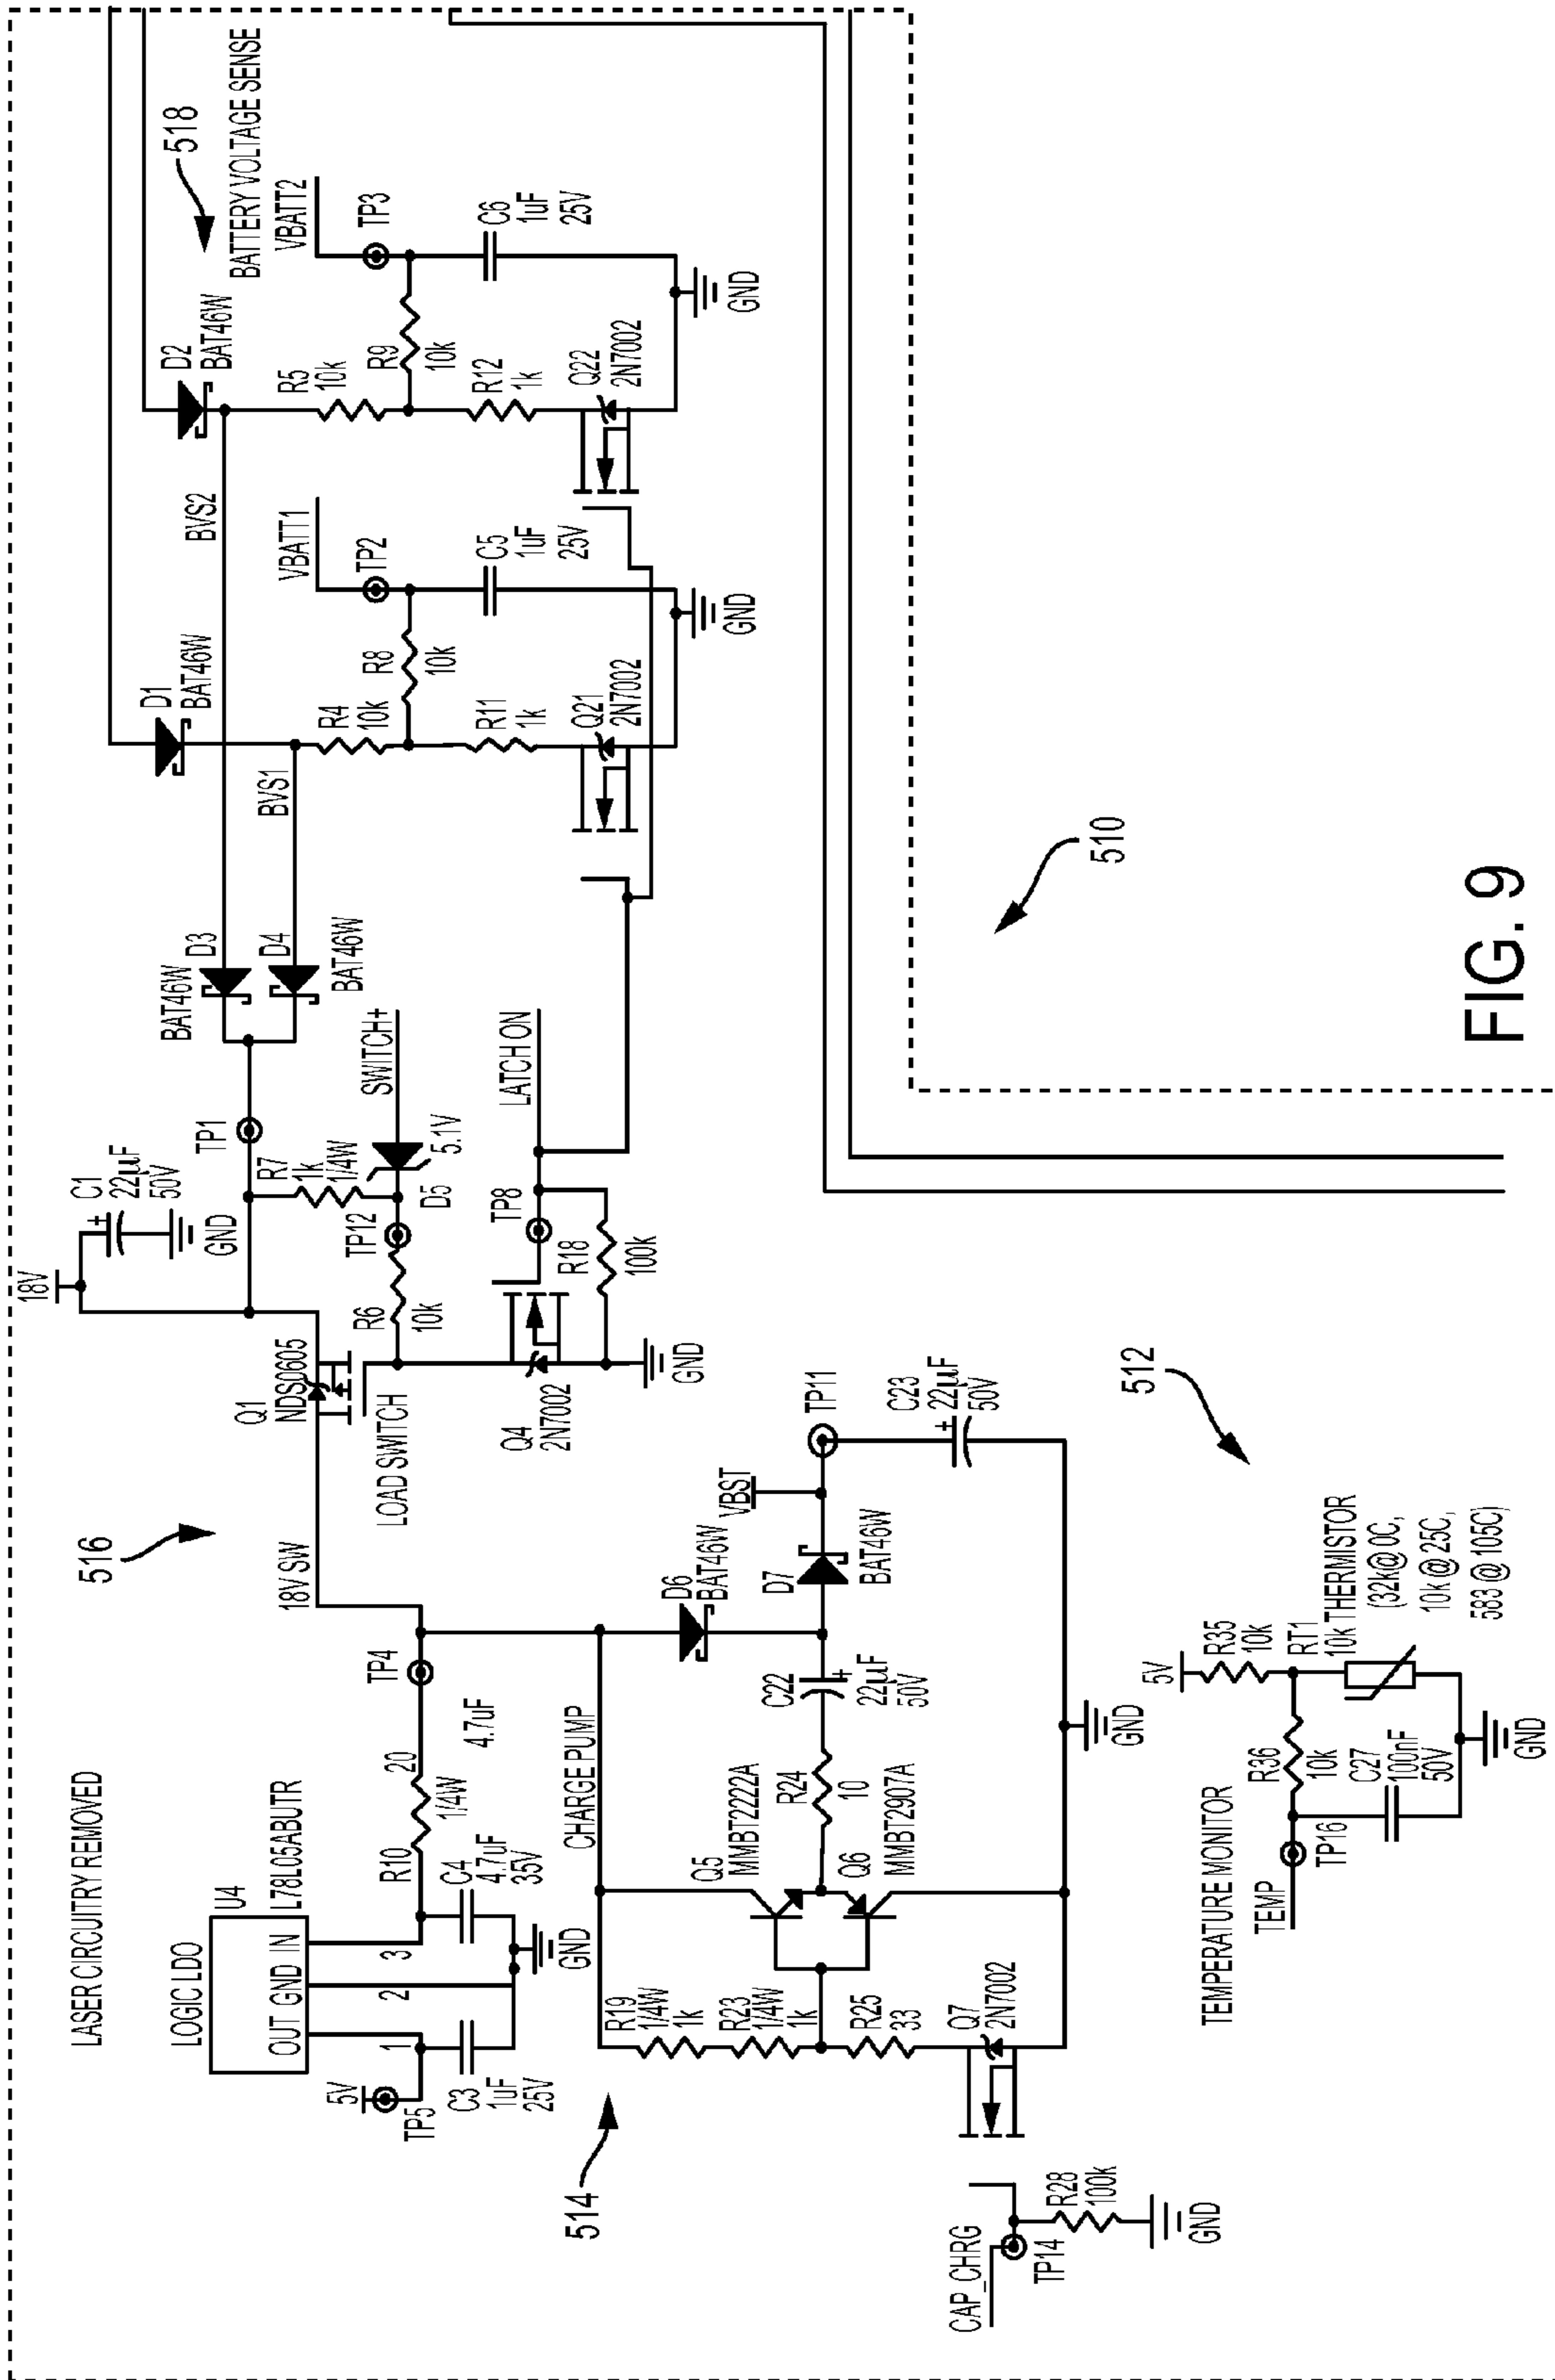 LASER CIRCUITRY REMOVED
LOGIC LDO
U4
L78L05ABUTR
OUT GND IN
1
2
3
5V
TP5
C3
1uF
25V
C4
4.7uF
35V
GND
R10
20
1/4W
4.7uF
TP4
18V SW
516
Q1
NDS0605
LOAD SWITCH
18V
C1
+
22µF
50V
GND
TP1
R7
1k
1/4W
TP12
R6
10k
D5
5.1V
SWITCH+
Q4
2N7002
TP8
LATCH ON
R18
100k
GND
BAT46W
D3
D4
BAT46W
BVS1
BVS2
D1
BAT46W
D2
BAT46W
518
BATTERY VOLTAGE SENSE
VBATT1
TP2
R4
10k
R8
10k
R11
1k
C5
1uF
25V
Q21
2N7002
GND
VBATT2
TP3
R5
10k
R9
10k
R12
1k
C6
1uF
25V
Q22
2N7002
GND
514
CHARGE PUMP
R19
1/4W
1k
R23
1/4W
1k
R25
33
Q5
MMBT2222A
Q6
MMBT2907A
R24
10
C22
+
22µF
50V
D6
BAT46W
D7
BAT46W
VBST
TP11
C23
+
22µF
50V
Q7
2N7002
GND
CAP_CHRG
TP14
R28
100k
GND
512
TEMPERATURE MONITOR
TEMP
TP16
R36
10k
C27
100nF
50V
5V
R35
10k
RT1
10k THERMISTOR
(32k@ 0C,
10k @ 25C,
583 @ 105C)
GND
510
FIG. 9